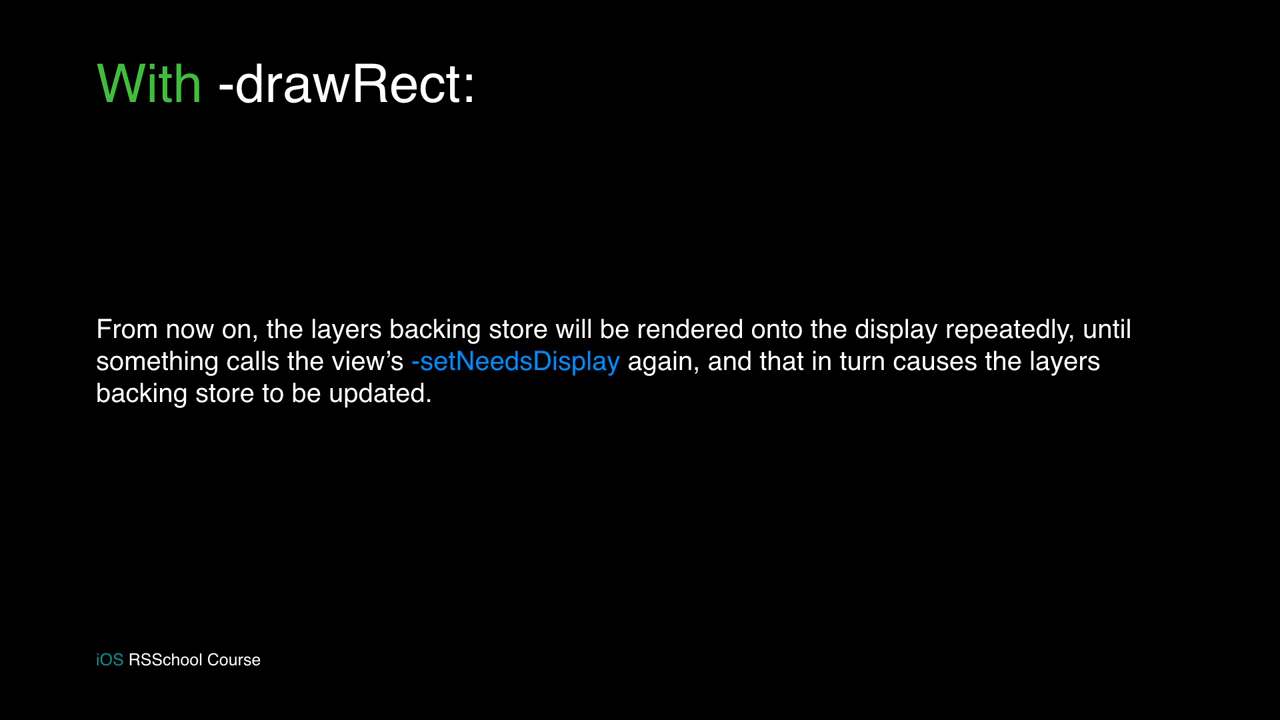 With -drawRect:
From now on, the layers backing store will be rendered onto the display repeatedly, until
something calls the view’s -setNeedsDisplay again, and that in turn causes the layers
backing store to be updated.
iOS RSSchool Course